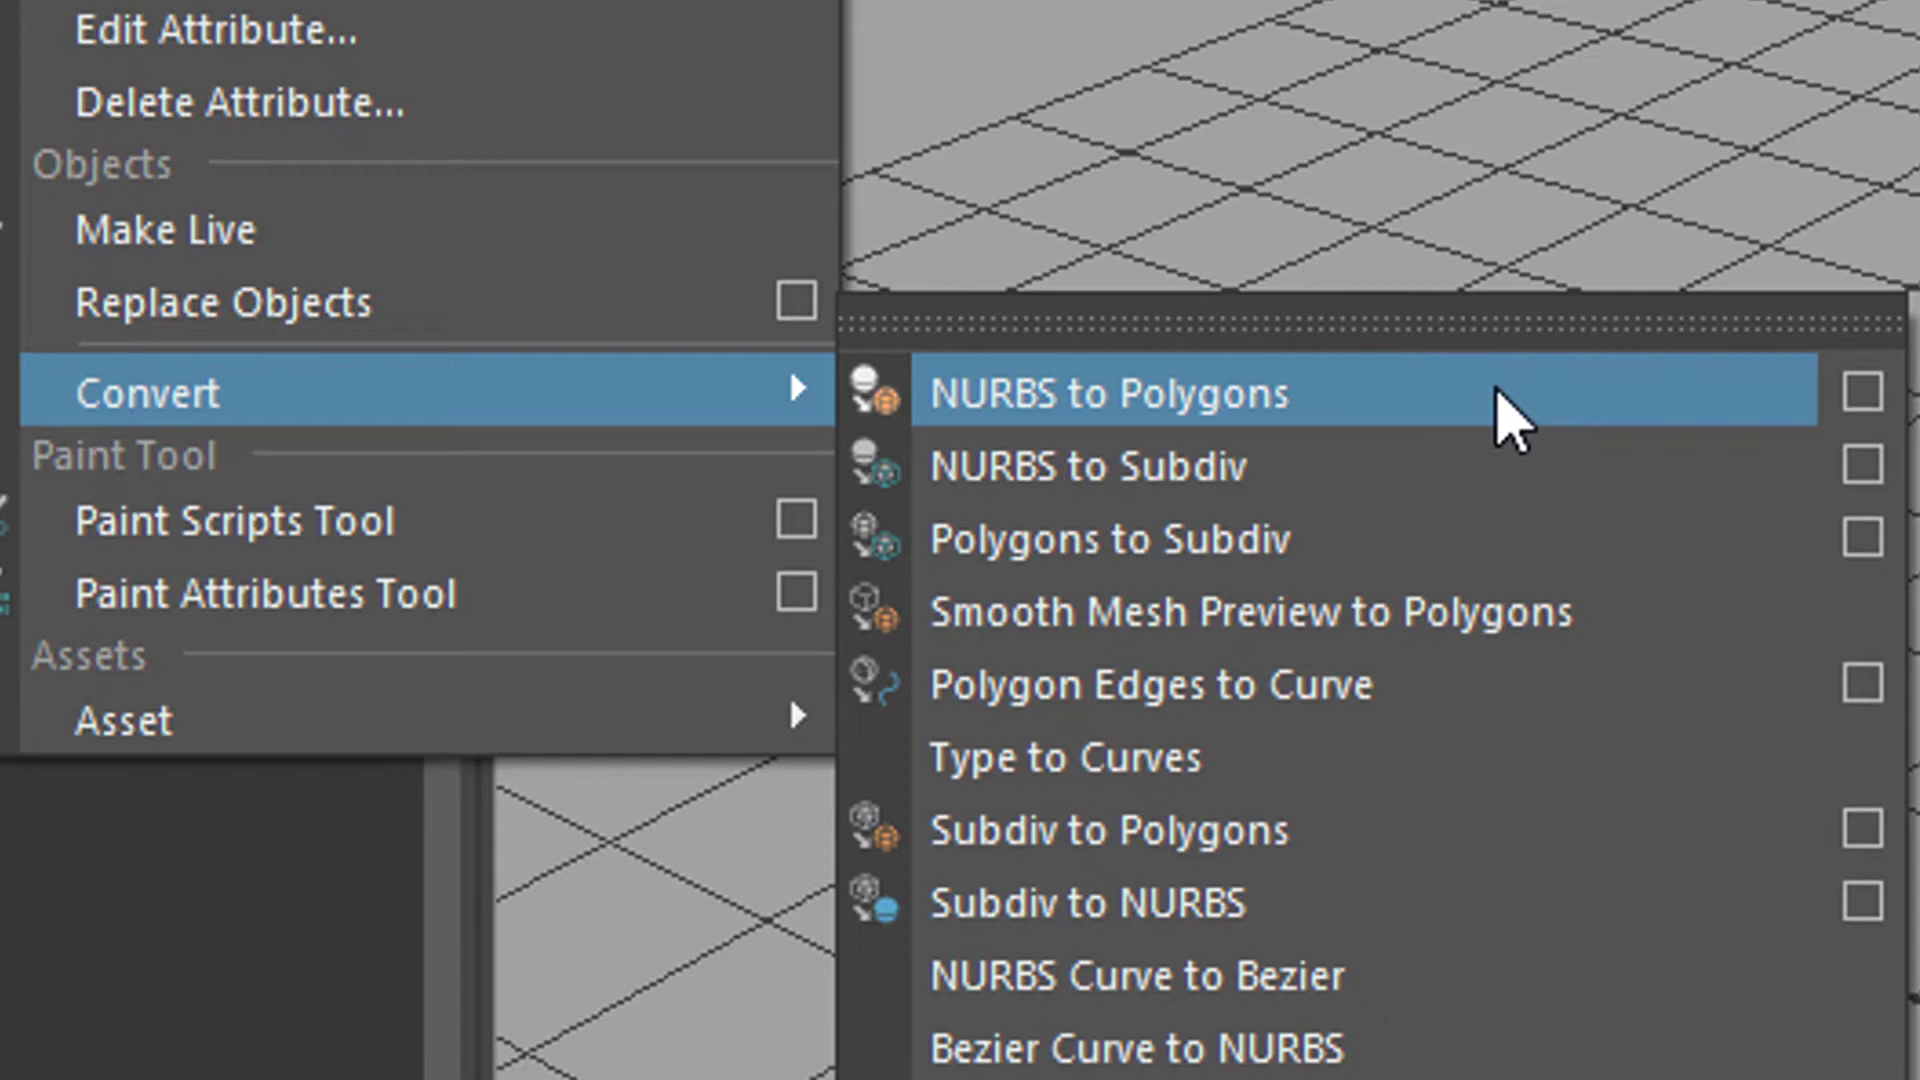 Edit Attribute...
Delete Attribute...
Objects
Make Live
Replace Objects
Convert
Paint Tool
Paint Scripts Tool
Paint Attributes Tool
Assets
Asset
NURBS to Polygons
NURBS to Subdiv
Polygons to Subdiv
Smooth Mesh Preview to Polygons
Polygon Edges to Curve
Type to Curves
Subdiv to Polygons
Subdiv to NURBS
NURBS Curve to Bezier
Bezier Curve to NURBS